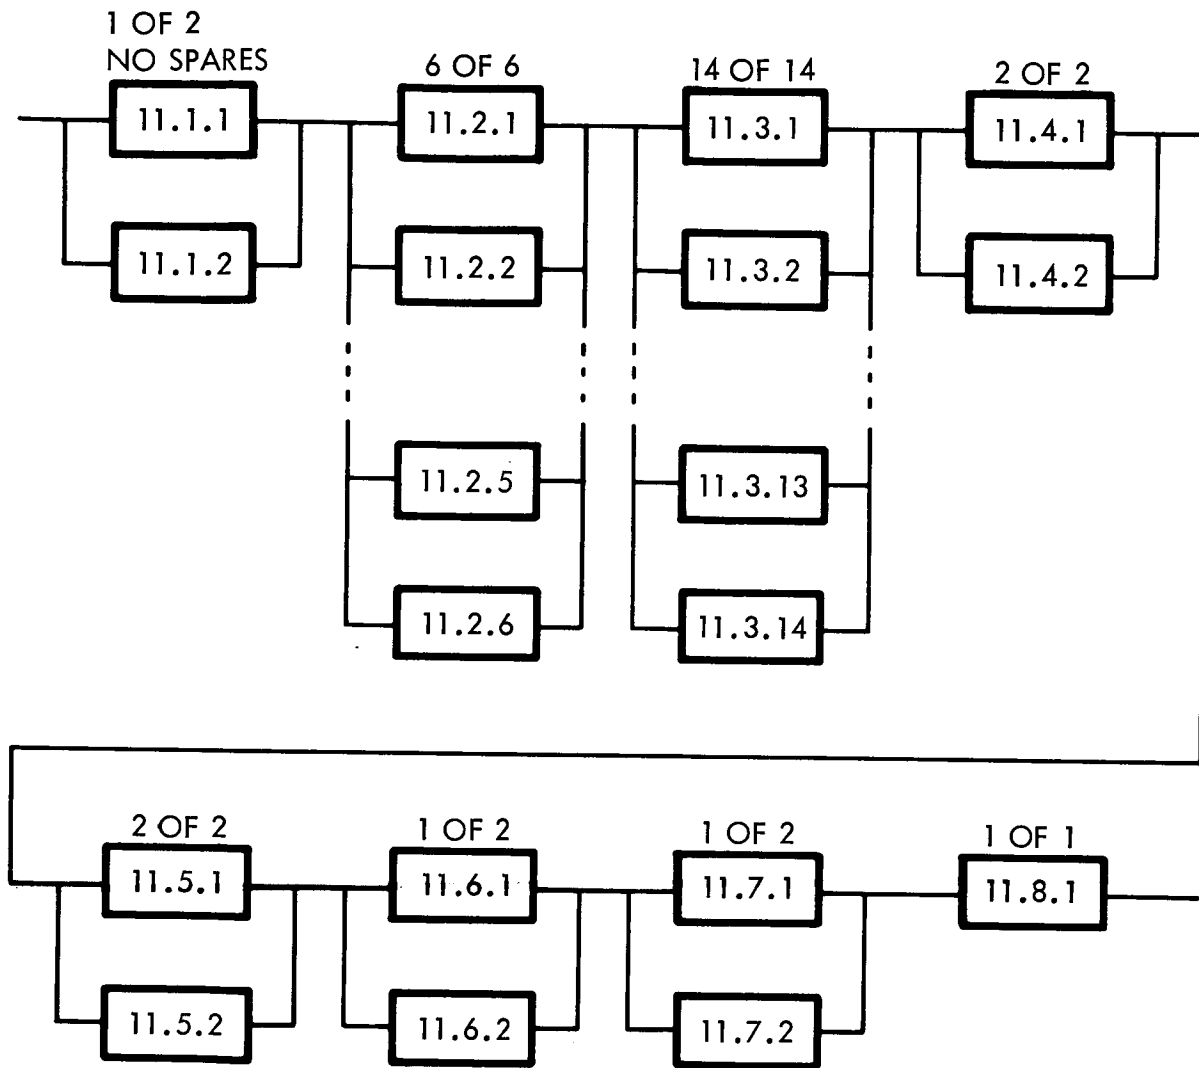 1 OF 2
NO SPARES
6 OF 6
14 OF 14
2 OF 2
11.1.1
11.2.1
11.3.1
11.4.1
11.1.2
11.2.2
11.3.2
11.4.2
11.2.5
11.3.13
11.2.6
11.3.14
2 OF 2
1 OF 2
1 OF 2
1 OF 1
11.5.1
11.6.1
11.7.1
11.8.1
11.5.2
11.6.2
11.7.2